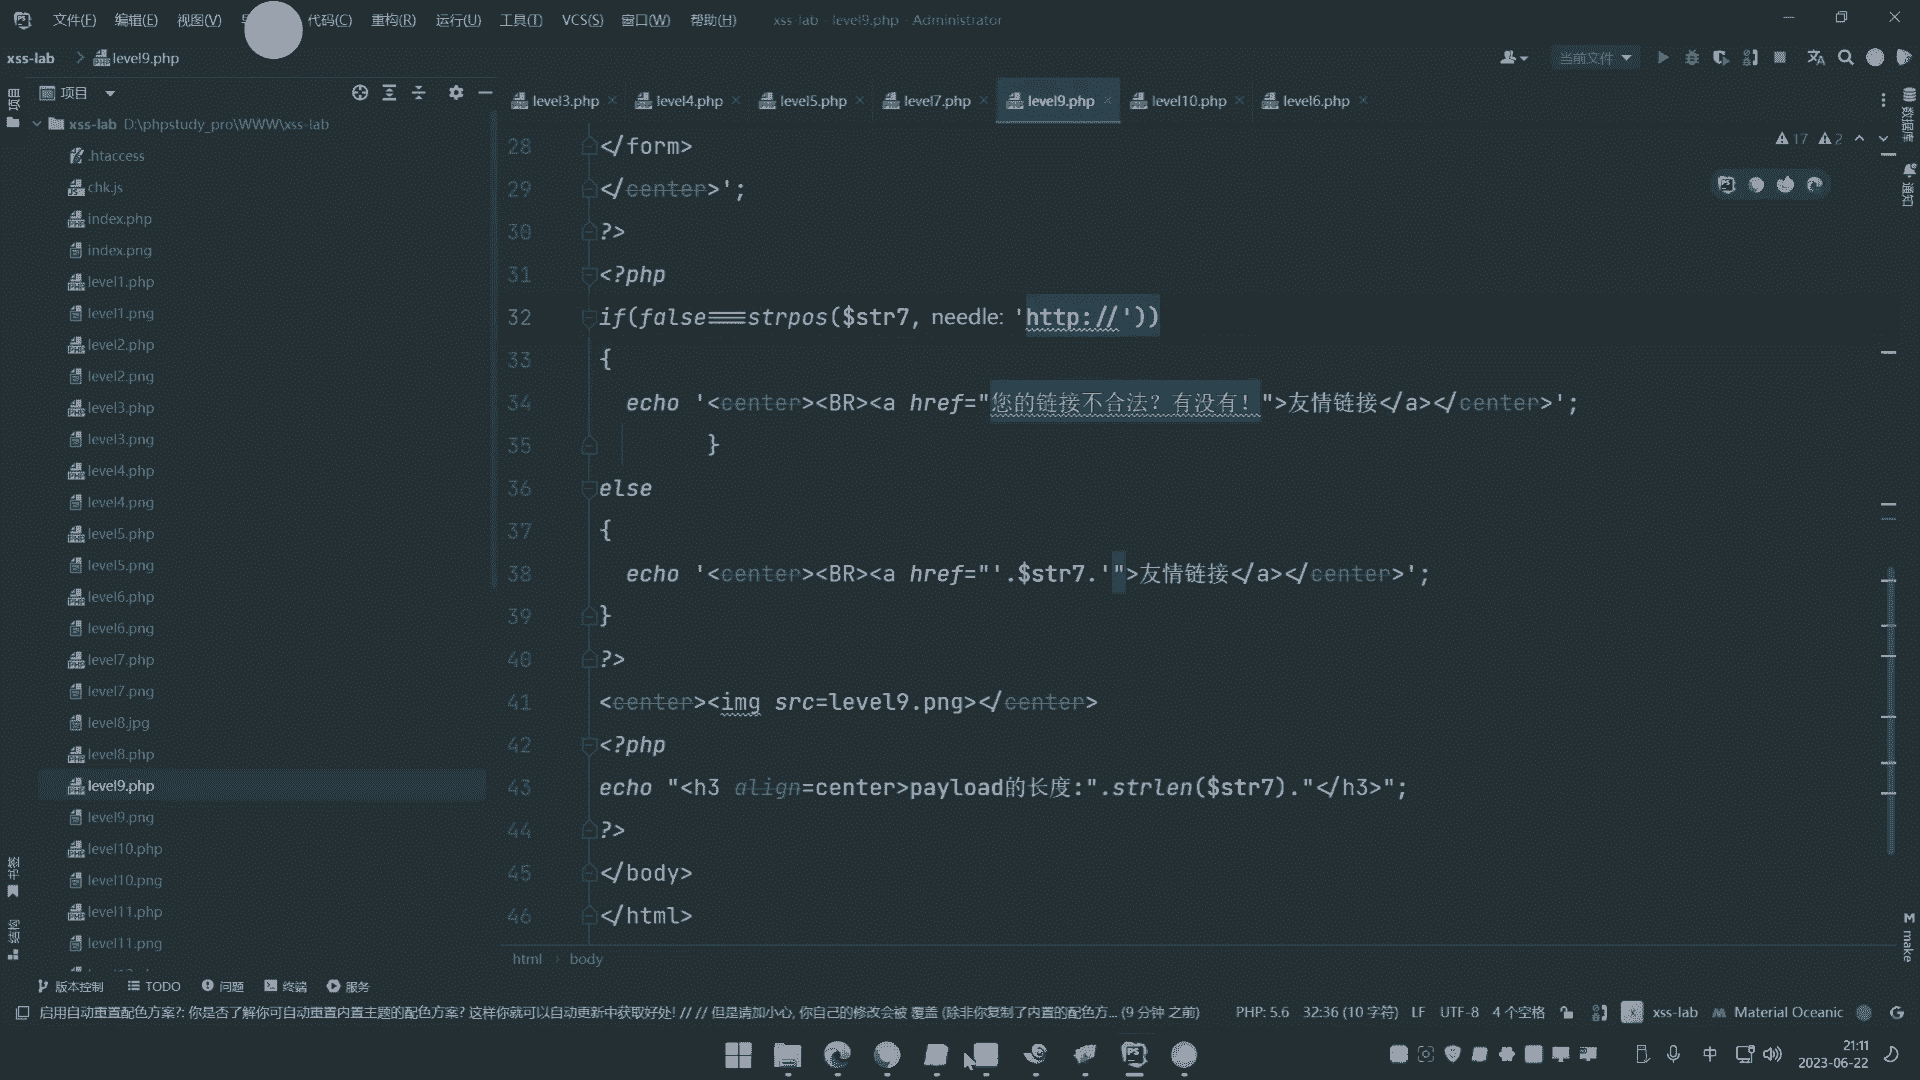 文件(F) 编辑(E) 视图(V) 代码(C) 重构(R) 运行(U) 工具(T) VCS(S) 窗口(W) 帮助(H) xss-lab - level9.php - Administrator
xss-lab level9.php 当前文件
项目
项目
level3.php level4.php level5.php level7.php level9.php level10.php level6.php
xss-lab D:\phpstudy_pro\WWW\xss-lab
17 2
数据库
通知
.htaccess
chk.js
index.php
index.png
level1.php
level1.png
level2.php
level2.png
level3.php
level3.png
level4.php
level4.png
level5.php
level5.png
level6.php
level6.png
level7.php
level7.png
level8.jpg
level8.php
level9.php
level9.png
level10.php
level10.png
level11.php
level11.png
28 </form>
29 </center>';
30 ?>
31 <?php
32 if(false===strpos($str7, needle: 'http://'))
33 {
34 echo '<center><BR><a href="您的链接不合法？有没有！">友情链接</a></center>';
35 }
36 else
37 {
38 echo '<center><BR><a href="'.$str7.'">友情链接</a></center>';
39 }
40 ?>
41 <center><img src=level9.png></center>
42 <?php
43 echo "<h3 align=center>payload的长度:".strlen($str7)."</h3>";
44 ?>
45 </body>
46 </html>
书签
结构
make
html body
版本控制 TODO 问题 终端 服务
启用自动重置配色方案?: 你是否了解你可自动重置内置主题的配色方案? 这样你就可以自动更新中获取好处! // // 但是请加小心, 你自己的修改会被 覆盖 (除非你复制了内置的配色方... (9 分钟 之前) PHP: 5.6 32:36 (10 字符) LF UTF-8 4 个空格 xss-lab Material Oceanic
中
21:11
2023-06-22